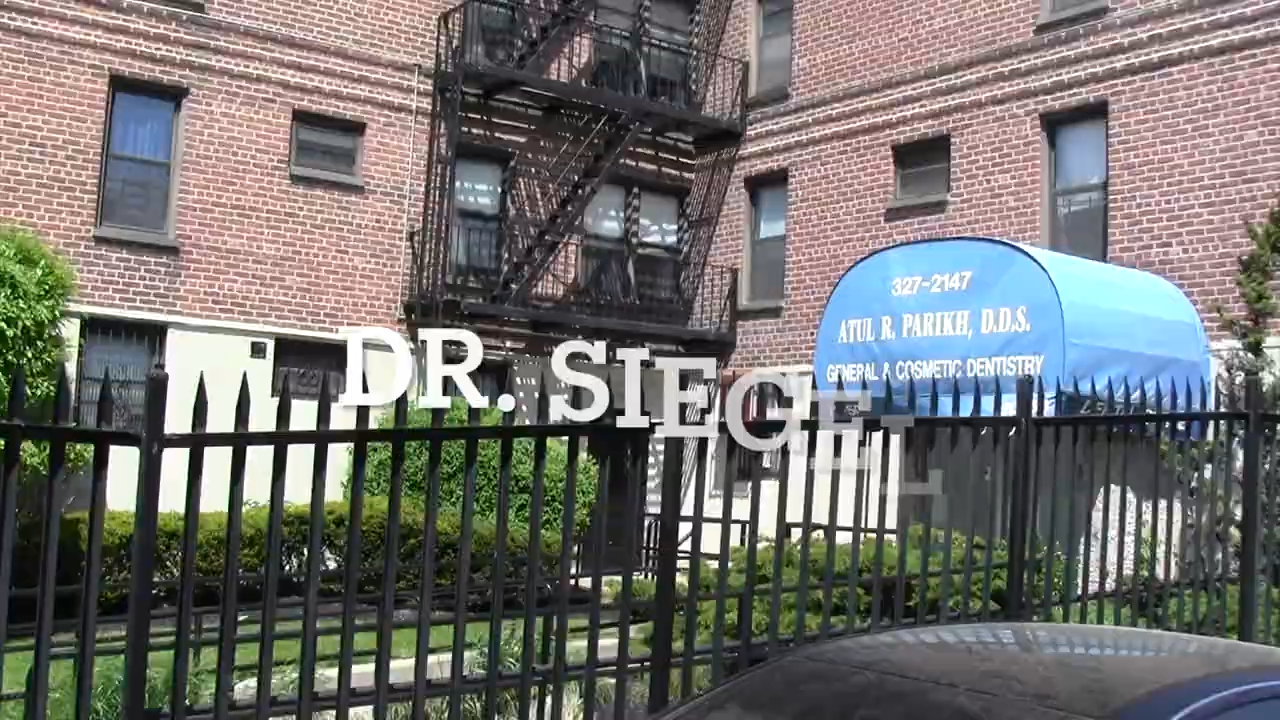 327-2147
ATUL R. PARIKH, D.D.S.
GENERAL & COSMETIC DENTISTRY
DR. SIEGEL